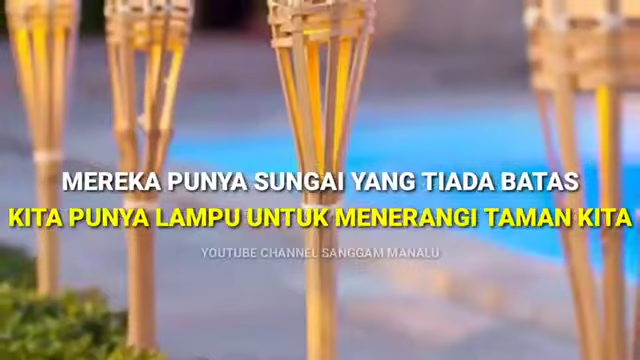 MEREKA PUNYA SUNGAI YANG TIADA BATAS
KITA PUNYA LAMPU UNTUK MENERANGI TAMAN KITA
YOUTUBE CHANNEL SANGGAM MANALU